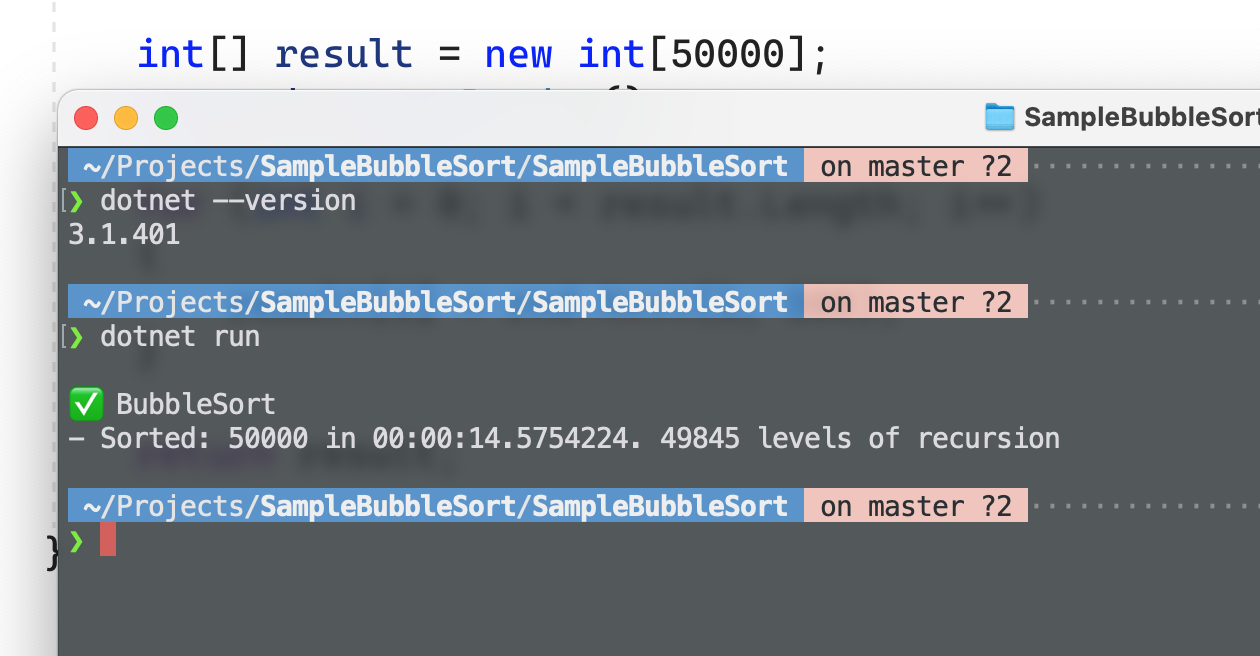 int[] result = new int[50000];
SampleBubbleSort
~/Projects/SampleBubbleSort/SampleBubbleSort on master ?2
[❯ dotnet --version
3.1.401
~/Projects/SampleBubbleSort/SampleBubbleSort on master ?2
[❯ dotnet run
✅ BubbleSort
- Sorted: 50000 in 00:00:14.5754224. 49845 levels of recursion
~/Projects/SampleBubbleSort/SampleBubbleSort on master ?2
} ❯